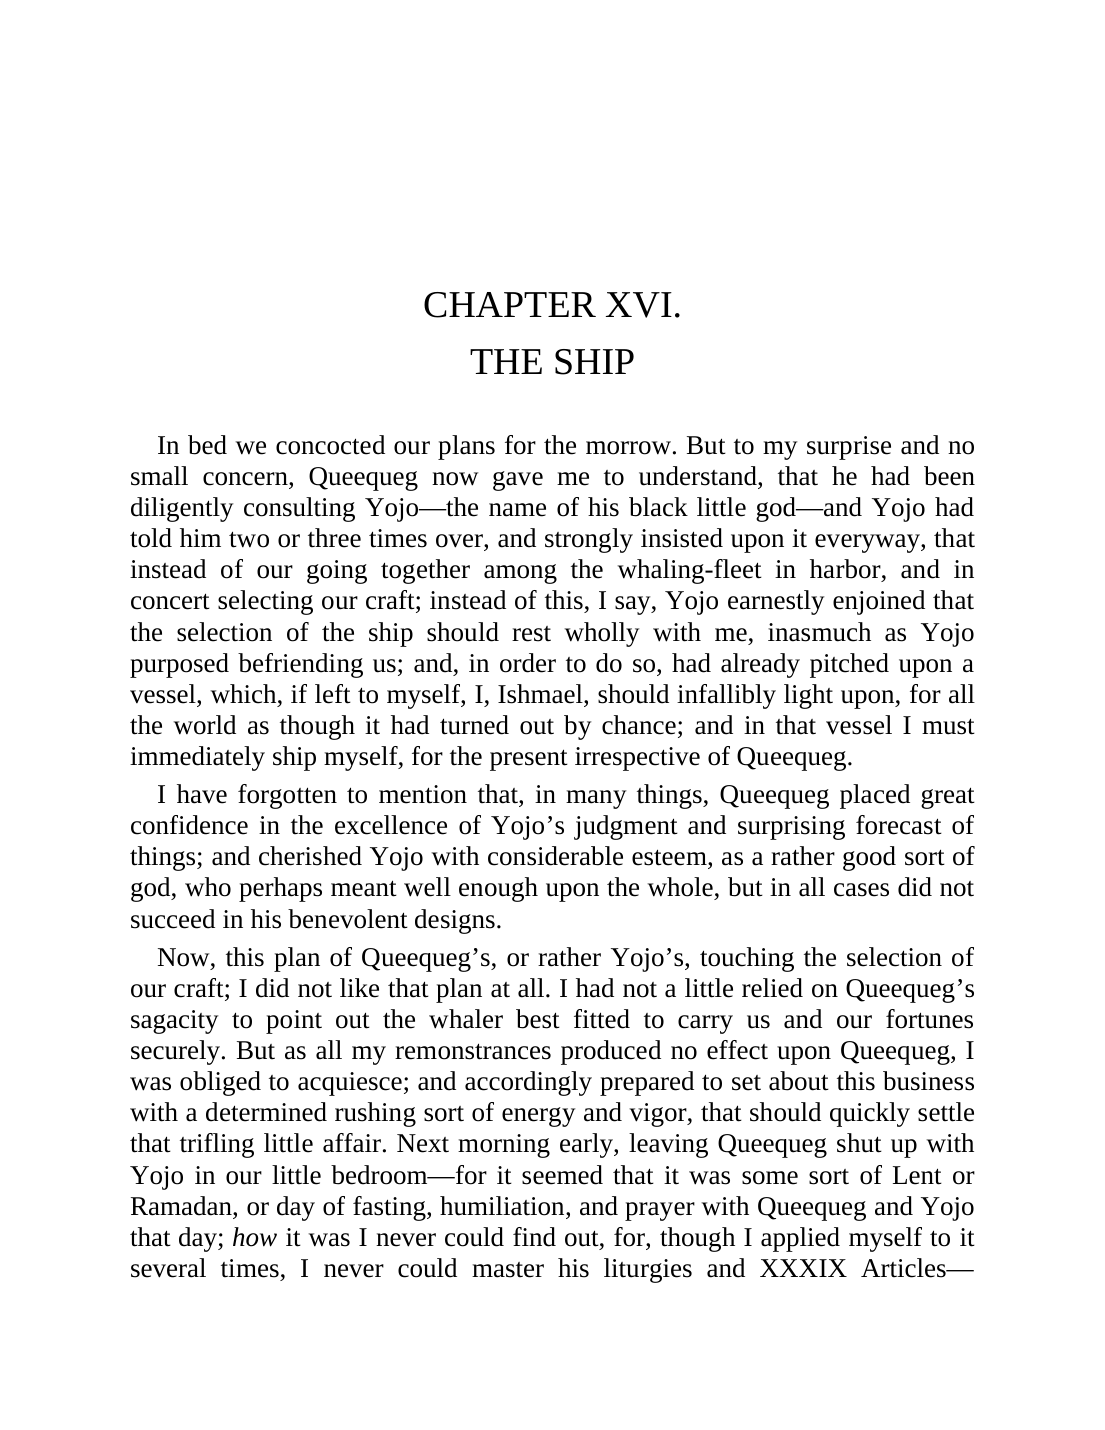 CHAPTER XVI.
THE SHIP
In bed we concocted our plans for the morrow. But to my surprise and no
small concern, Queequeg now gave me to understand, that he had been
diligently consulting Yojo—the name of his black little god—and Yojo had
told him two or three times over, and strongly insisted upon it everyway, that
instead of our going together among the whaling-fleet in harbor, and in
concert selecting our craft; instead of this, I say, Yojo earnestly enjoined that
the selection of the ship should rest wholly with me, inasmuch as Yojo
purposed befriending us; and, in order to do so, had already pitched upon a
vessel, which, if left to myself, I, Ishmael, should infallibly light upon, for all
the world as though it had turned out by chance; and in that vessel I must
immediately ship myself, for the present irrespective of Queequeg.
I have forgotten to mention that, in many things, Queequeg placed great
confidence in the excellence of Yojo’s judgment and surprising forecast of
things; and cherished Yojo with considerable esteem, as a rather good sort of
god, who perhaps meant well enough upon the whole, but in all cases did not
succeed in his benevolent designs.
Now, this plan of Queequeg’s, or rather Yojo’s, touching the selection of
our craft; I did not like that plan at all. I had not a little relied on Queequeg’s
sagacity to point out the whaler best fitted to carry us and our fortunes
securely. But as all my remonstrances produced no effect upon Queequeg, I
was obliged to acquiesce; and accordingly prepared to set about this business
with a determined rushing sort of energy and vigor, that should quickly settle
that trifling little affair. Next morning early, leaving Queequeg shut up with
Yojo in our little bedroom—for it seemed that it was some sort of Lent or
Ramadan, or day of fasting, humiliation, and prayer with Queequeg and Yojo
that day; how it was I never could find out, for, though I applied myself to it
several times, I never could master his liturgies and XXXIX Articles—